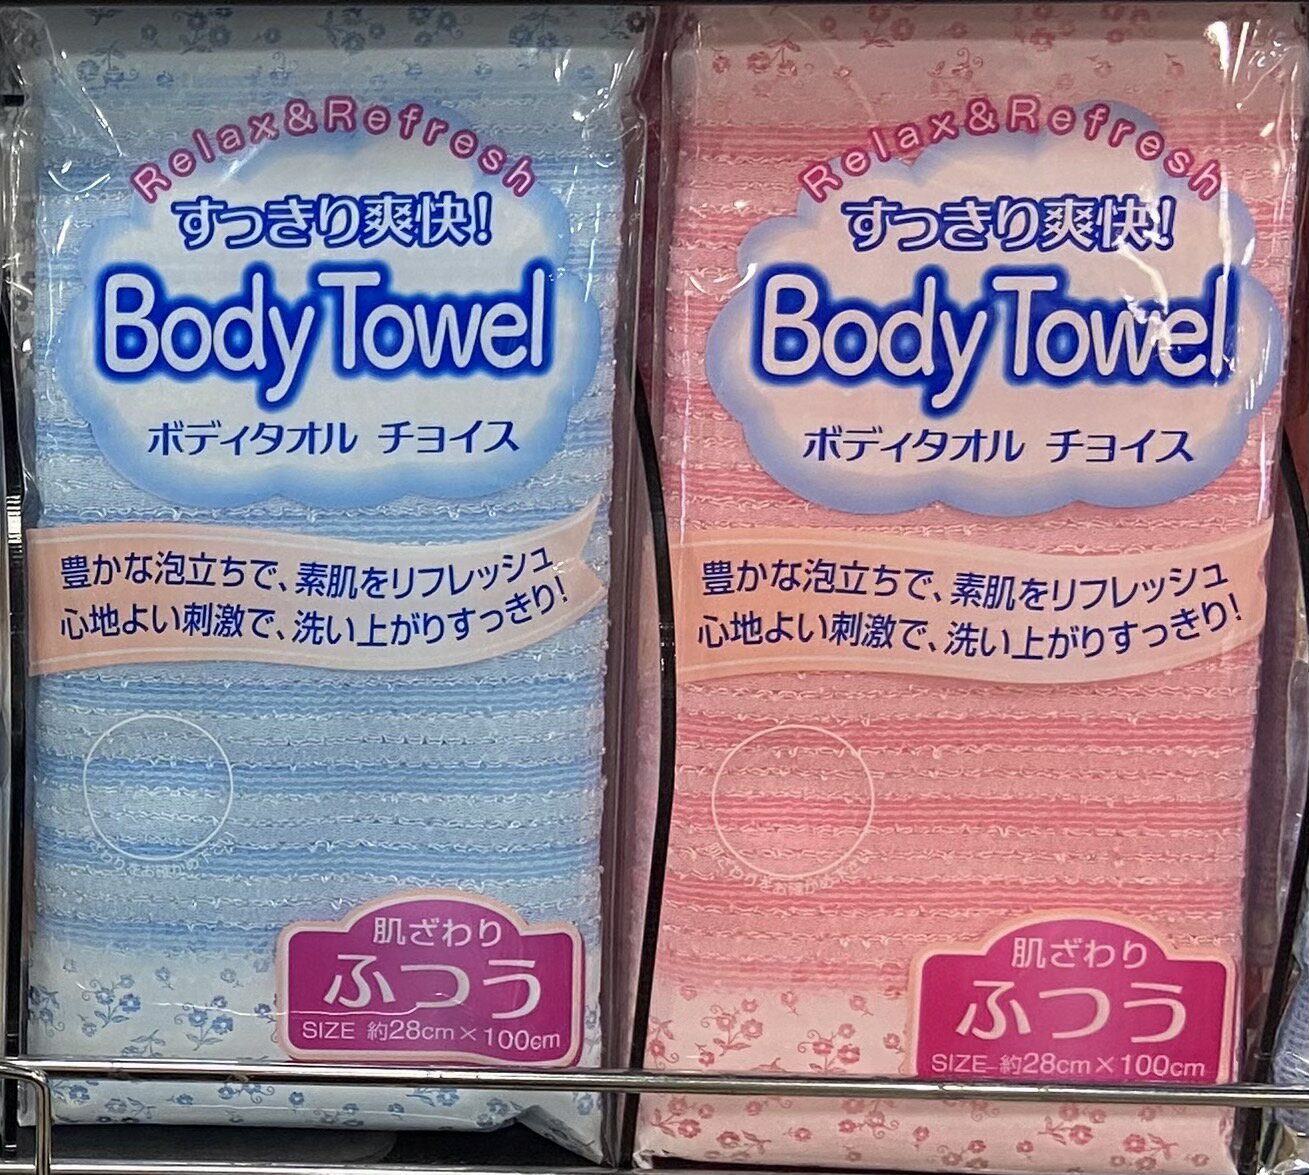 Relax&Refresh
すっきり爽快!
Body Towel
ボディタオル チョイス
豊かな泡立ちで、素肌をリフレッシュ
心地よい刺激で、洗い上がりすっきり!
肌ざわり
ふつう
SIZE 約28cm×100cm
Relax&Refresh
すっきり爽快!
Body Towel
ボディタオル チョイス
豊かな泡立ちで、素肌をリフレッシュ
心地よい刺激で、洗い上がりすっきり!
肌ざわり
ふつう
SIZE 約28cm×100cm